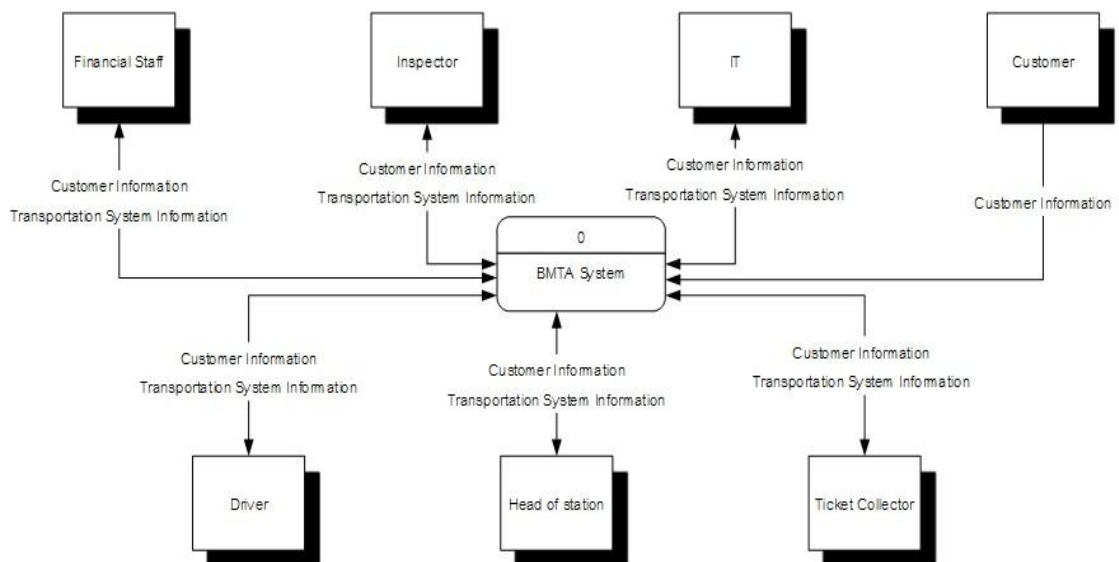 Financial Staff
Inspector
IT
Customer
Customer Information
Transportation System Information
Customer Information
Transportation System Information
Customer Information
Transportation System Information
Customer Information
0
BMTA System
Customer Information
Transportation System Information
Customer Information
Transportation System Information
Customer Information
Transportation System Information
Driver
Head of station
Ticket Collector